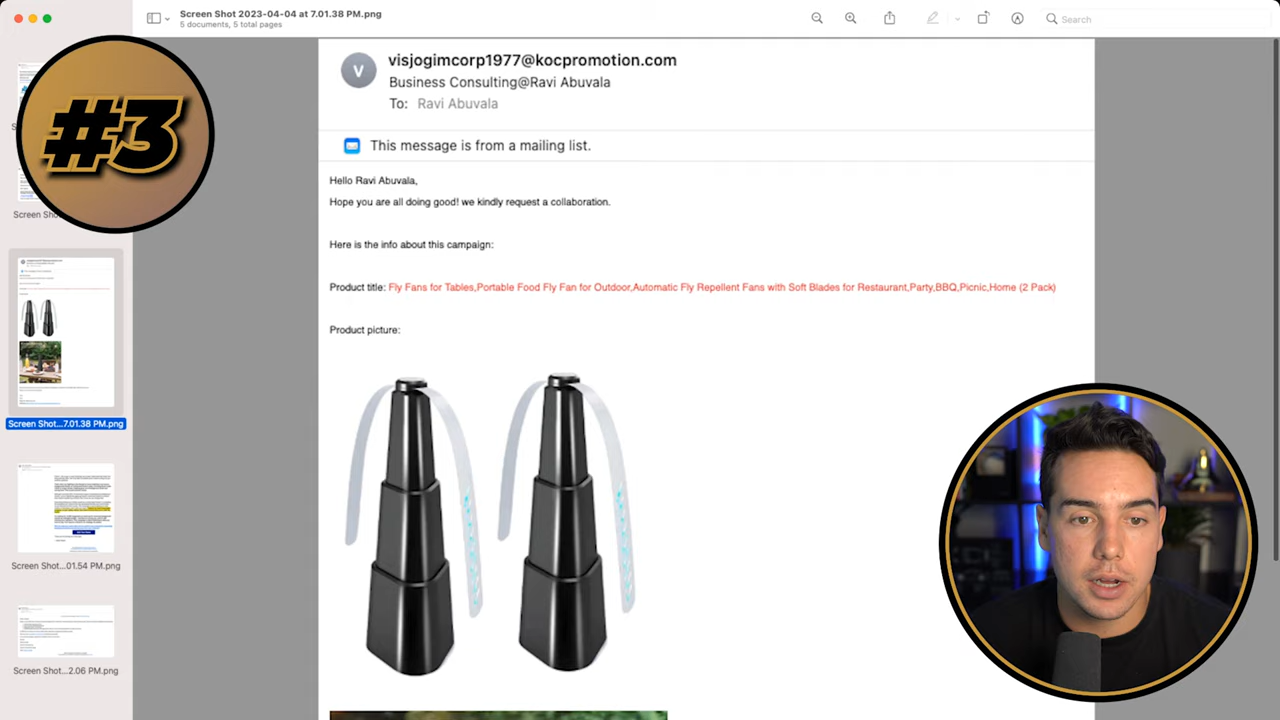 Screen Shot 2023-04-04 at 7.01.38 PM.png
5 documents, 5 total pages
Search
#3
visjogimcorp1977@kocpromotion.com
V
Business Consulting@Ravi Abuvala
To: Ravi Abuvala
This message is from a mailing list.
Hello Ravi Abuvala,
Hope you are all doing good! we kindly request a collaboration.
Here is the info about this campaign:
Product title: Fly Fans for Tables,Portable Food Fly Fan for Outdoor,Automatic Fly Repellent Fans with Soft Blades for Restaurant,Party,BBQ,Picnic,Home (2 Pack)
Product picture:
Screen Sho
Screen Shot...7.01.38 PM.png
Screen Shot....01.54 PM.png
Screen Shot...2.06 PM.png